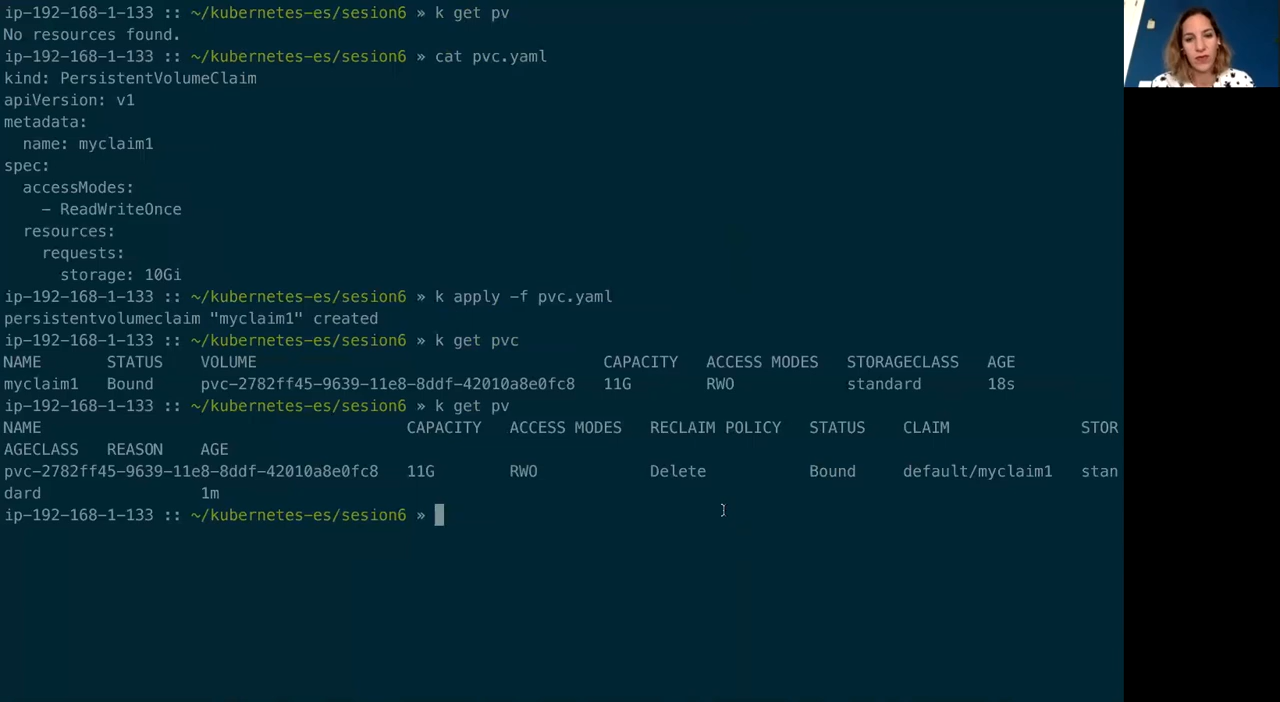 ip-192-168-1-133 :: ~/kubernetes-es/sesion6 » k get pv
No resources found.
ip-192-168-1-133 :: ~/kubernetes-es/sesion6 » cat pvc.yaml
kind: PersistentVolumeClaim
apiVersion: v1
metadata:
  name: myclaim1
spec:
  accessModes:
    – ReadWriteOnce
  resources:
    requests:
      storage: 10Gi
ip-192-168-1-133 :: ~/kubernetes-es/sesion6 » k apply –f pvc.yaml
persistentvolumeclaim "myclaim1" created
ip-192-168-1-133 :: ~/kubernetes-es/sesion6 » k get pvc
NAME       STATUS    VOLUME                                     CAPACITY   ACCESS MODES   STORAGECLASS   AGE
myclaim1   Bound     pvc-2782ff45-9639-11e8-8ddf-42010a8e0fc8   11G        RWO            standard       18s
ip-192-168-1-133 :: ~/kubernetes-es/sesion6 » k get pv
NAME                                       CAPACITY   ACCESS MODES   RECLAIM POLICY   STATUS    CLAIM              STOR
AGECLASS   REASON    AGE
pvc-2782ff45-9639-11e8-8ddf-42010a8e0fc8   11G        RWO            Delete           Bound     default/myclaim1   stan
dard                 1m
ip-192-168-1-133 :: ~/kubernetes-es/sesion6 »